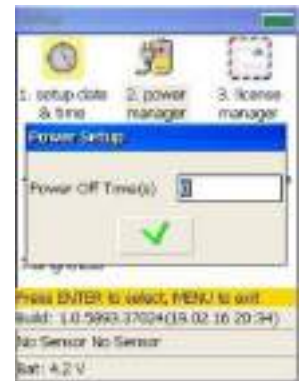 1. setup date 2. power 3. license
& time manager manager
Power Setup
Power Off Time(s) 0
Press ENTER to select, MENU to exit
Build: 1.0.5893.37024(19.02.16 20:34)
No Sensor No Sensor
Bat: 4.2 V